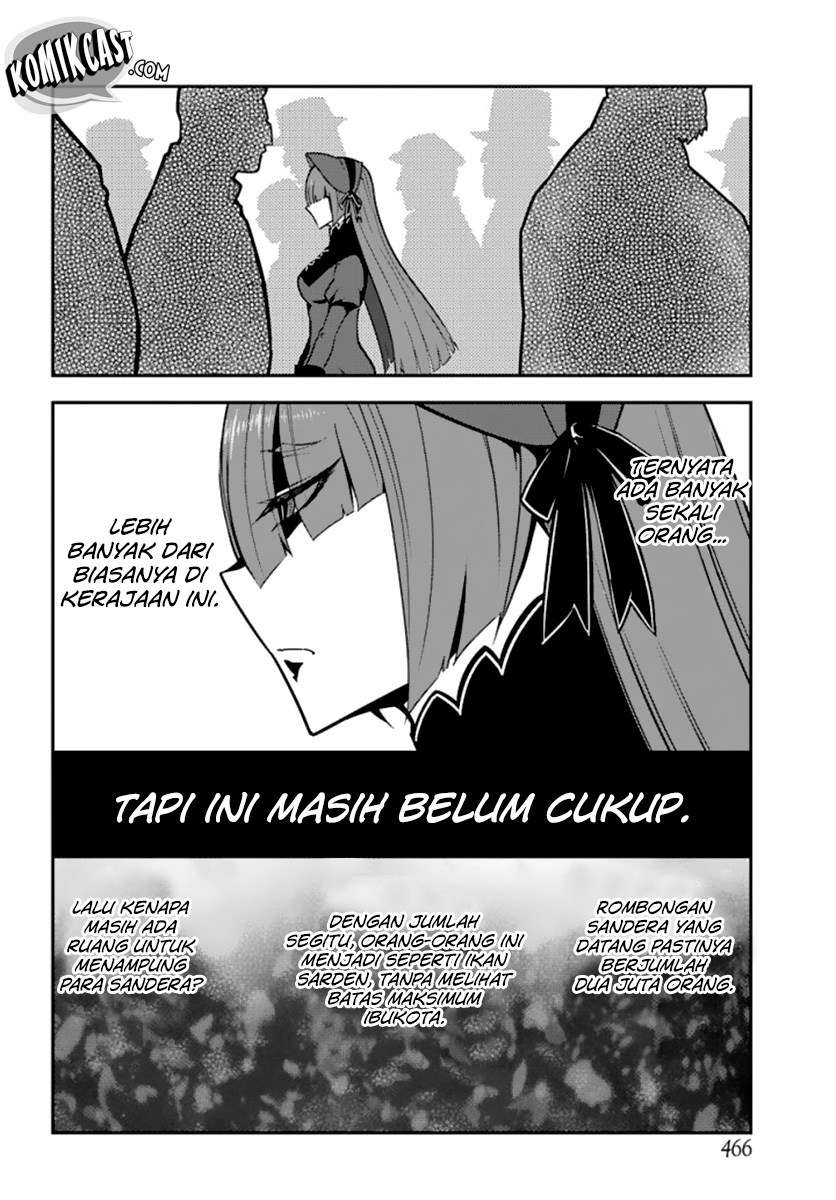 KOMIKCAST.COM
TERNYATA
ADA BANYAK
SEKALI
ORANG...
LEBIH
BANYAK DARI
BIASANYA DI
KERAJAAN INI.
TAPI INI MASIH BELUM CUKUP.
ROMBONGAN
SANDERA YANG
DATANG PASTINYA
BERJUMLAH
DUA JUTA ORANG.
DENGAN JUMLAH
SEGITU, ORANG-ORANG INI
MENJADI SEPERTI IKAN
SARDEN, TANPA MELIHAT
BATAS MAKSIMUM
IBUKOTA.
LALU KENAPA
MASIH ADA
RUANG UNTUK
MENAMPUNG
PARA SANDERA?
466